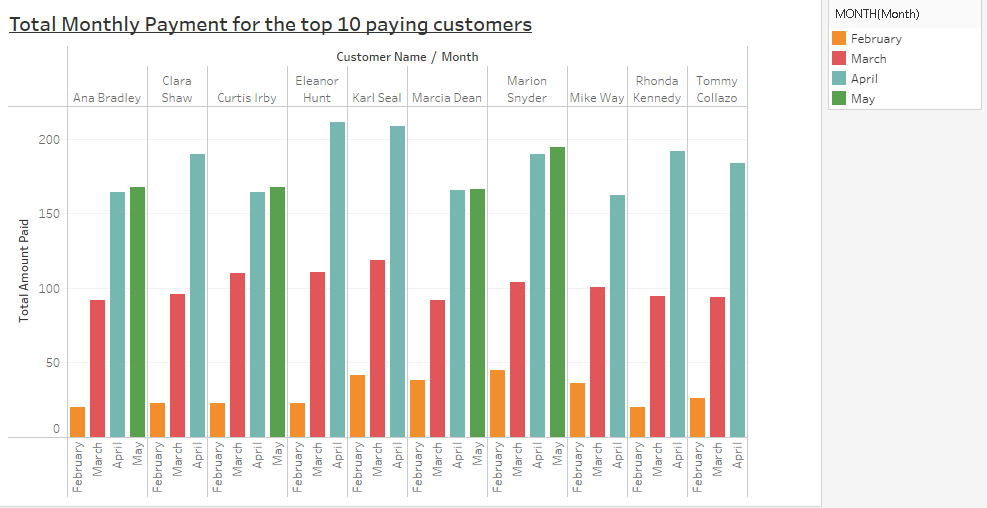 Total Monthly Payment for the top 10 paying customers
MONTH(Month)
February
March
April
May
Customer Name / Month
Ana Bradley
Clara
Shaw
Curtis Irby
Eleanor
Hunt
Karl Seal
Marcia Dean
Marion
Snyder
Mike Way
Rhonda
Kennedy
Tommy
Collazo
Total Amount Paid
200
150
100
50
0
February
March
April
May
February
March
April
February
March
April
May
February
March
April
February
March
April
February
March
April
May
February
March
April
May
February
March
April
February
March
April
February
March
April